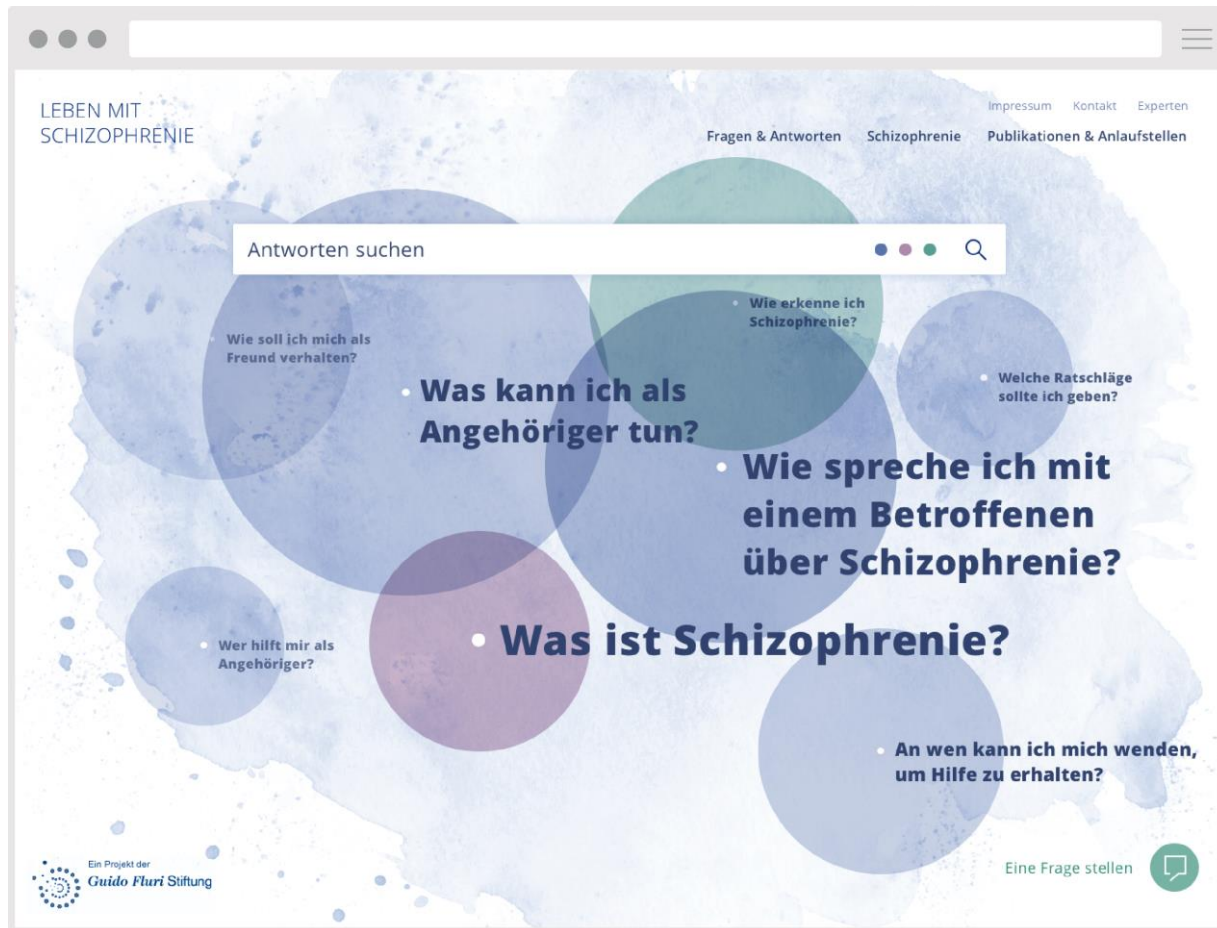 LEBEN MIT
SCHIZOPHRENIE
Impressum Kontakt Experten
Fragen & Antworten Schizophrenie Publikationen & Anlaufstellen
Antworten suchen
Wie erkenne ich
Schizophrenie?
Wie soll ich mich als
Freund verhalten?
Was kann ich als
Angehöriger tun?
Welche Ratschläge
sollte ich geben?
Wie spreche ich mit
einem Betroffenen
über Schizophrenie?
Was ist Schizophrenie?
Wer hilft mir als
Angehöriger?
An wen kann ich mich wenden,
um Hilfe zu erhalten?
Ein Projekt der
Guido Fluri Stiftung
Eine Frage stellen